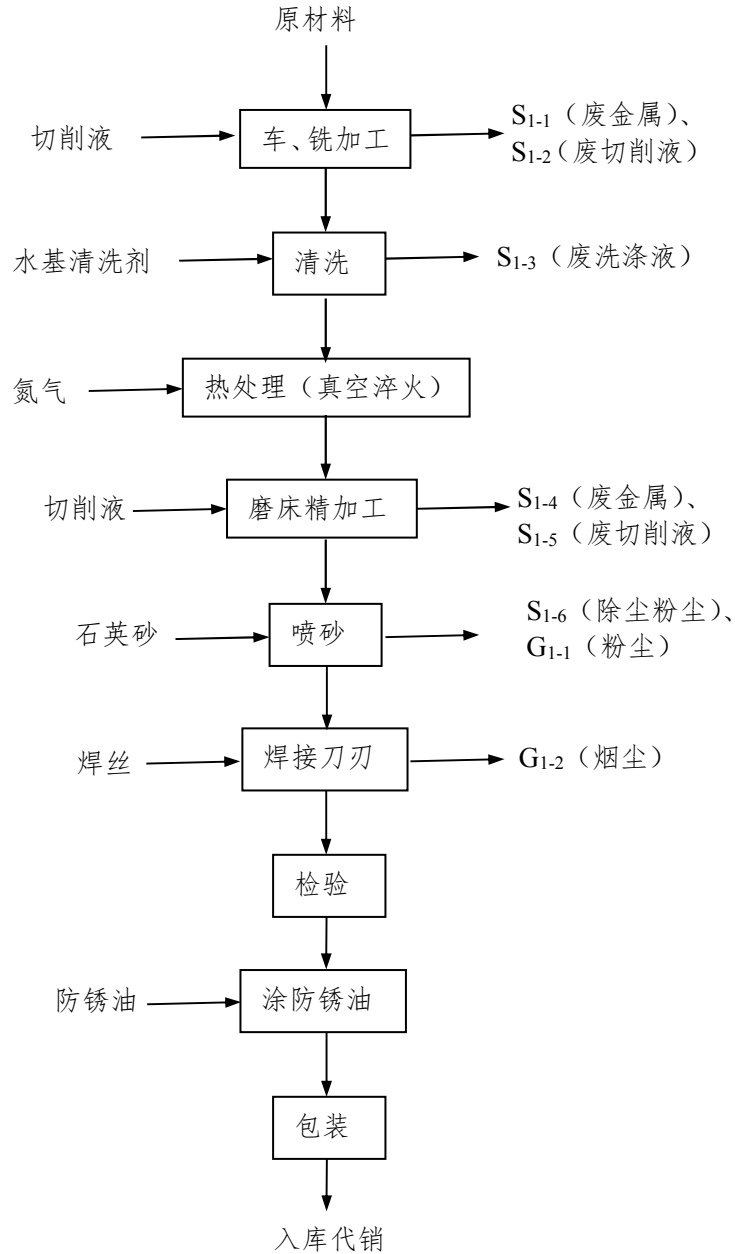 原材料
切削液
车、铣加工
S1-1（废金属）、
S1-2（废切削液）
水基清洗剂
清洗
S1-3（废洗涤液）
氮气
热处理（真空淬火）
切削液
磨床精加工
S1-4（废金属）、
S1-5（废切削液）
石英砂
喷砂
S1-6（除尘粉尘）、
G1-1（粉尘）
焊丝
焊接刀刃
G1-2（烟尘）
检验
防锈油
涂防锈油
包装
入库代销